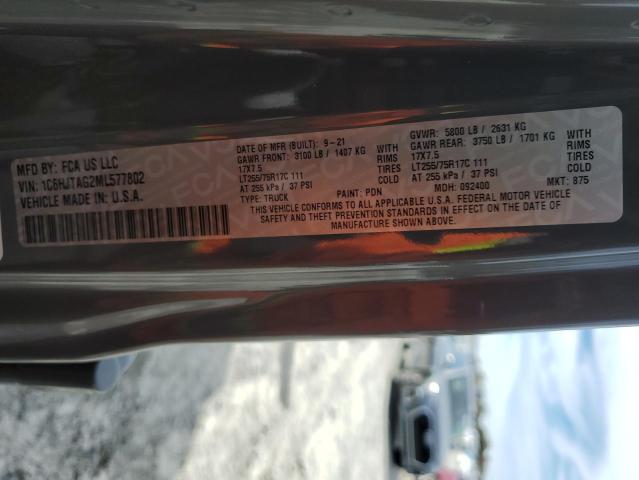 MFD BY: FCA US LLC
VIN: 1C6HJTAG2ML577802
VEHICLE MADE IN: U.S.A.
DATE OF MFR (BUILT): 9-21
GAWR FRONT: 3100 LB / 1407 KG WITH
17X7.5 RIMS
LT255/75R17C 111 TIRES
AT 255 kPa / 37 PSI COLD
TYPE: TRUCK PAINT: PDN
GVWR: 5800 LB / 2631 KG
GAWR REAR: 3750 LB / 1701 KG WITH
17X7.5 RIMS
LT255/75R17C 111 TIRES
AT 255 kPa / 37 PSI COLD
MDH: 092400 MKT: 875
THIS VEHICLE CONFORMS TO ALL APPLICABLE U.S.A. FEDERAL MOTOR VEHICLE
SAFETY AND THEFT PREVENTION STANDARDS IN EFFECT ON THE DATE OF
MANUFACTURE SHOWN ABOVE.